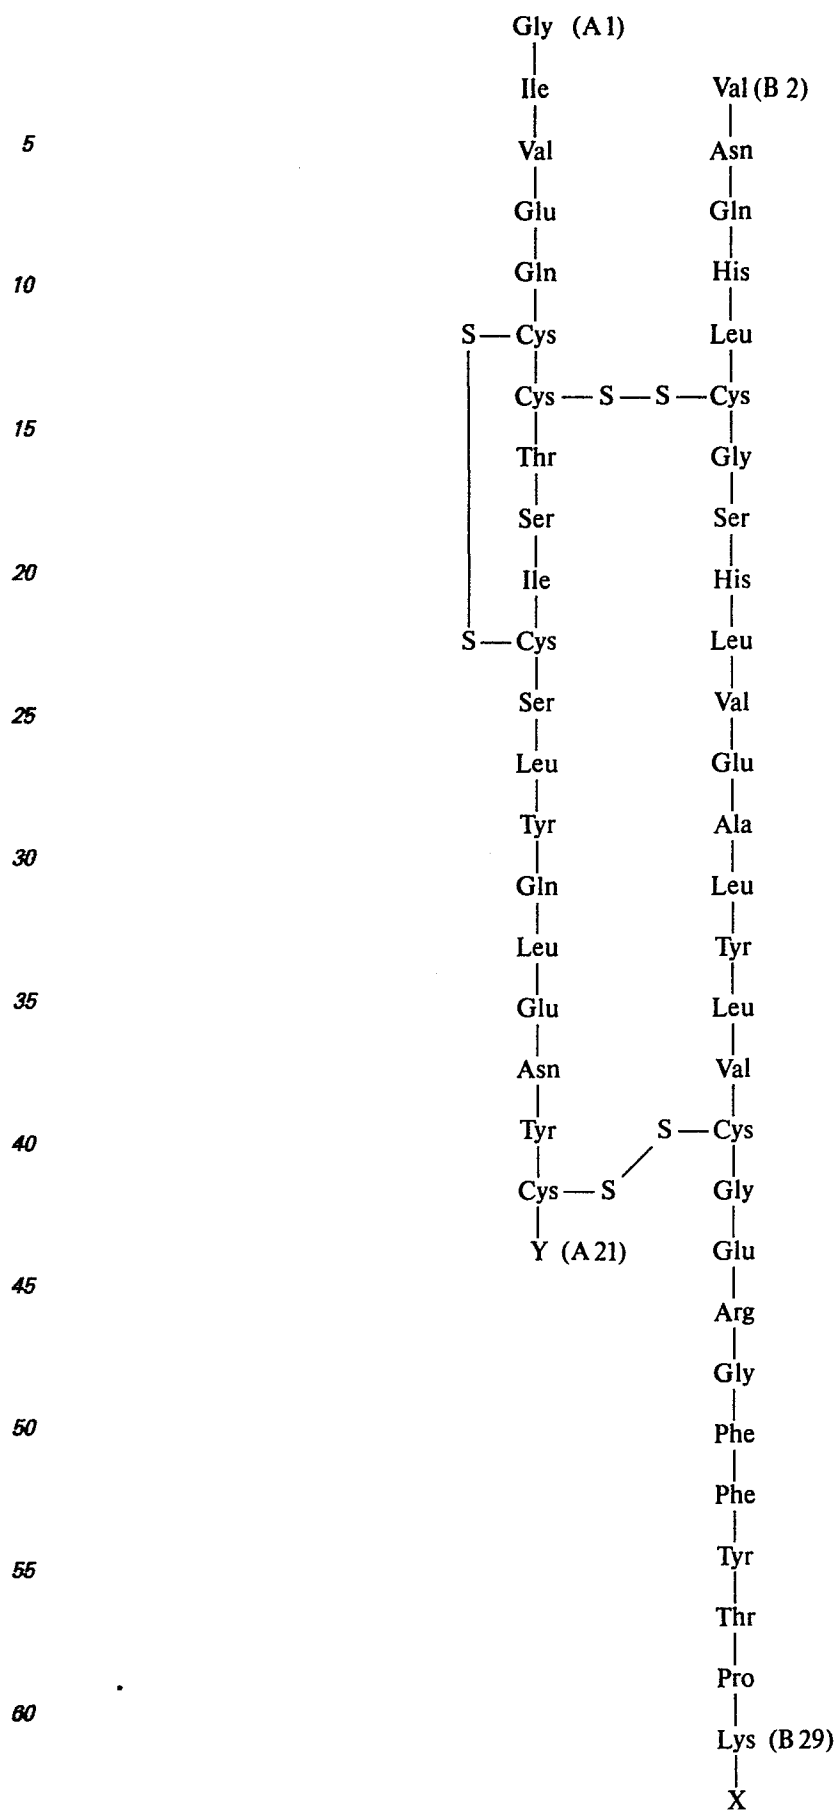 Gly (A 1)
Ile Val (B 2)
5 Val Asn
Glu Gln
10 Gln His
S Cys Leu
Cys S S Cys
15 Thr Gly
Ser Ser
20 Ile His
S Cys Leu
Ser Val
25 Leu Glu
Tyr Ala
30 Gln Leu
Leu Tyr
35 Glu Leu
Asn Val
40 Tyr S Cys
Cys S Gly
Y (A 21) Glu
45 Arg
Gly
50 Phe
Phe
Tyr
55 Thr
Pro
60 Lys (B 29)
X